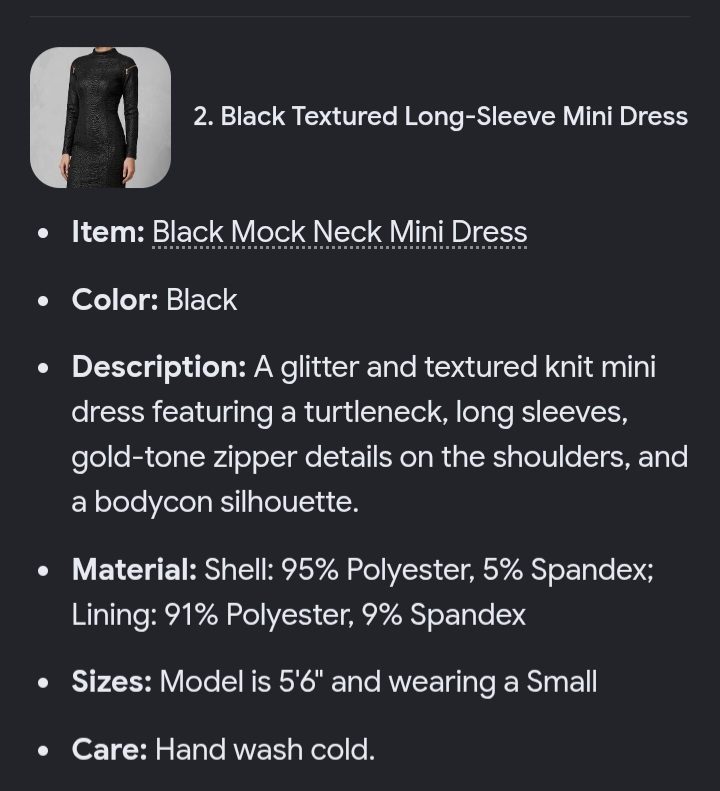 2. Black Textured Long-Sleeve Mini Dress
• Item: Black Mock Neck Mini Dress
• Color: Black
• Description: A glitter and textured knit mini
dress featuring a turtleneck, long sleeves,
gold-tone zipper details on the shoulders, and
a bodycon silhouette.
• Material: Shell: 95% Polyester, 5% Spandex;
Lining: 91% Polyester, 9% Spandex
• Sizes: Model is 5'6" and wearing a Small
• Care: Hand wash cold.